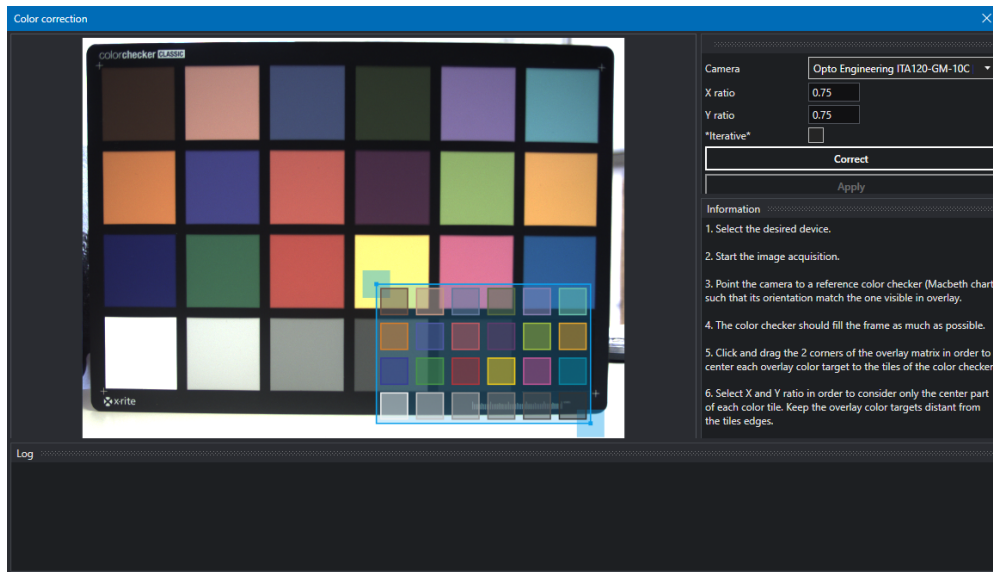 Color correction
colorchecker CLASSIC
x-rite
Camera
Opto Engineering ITA120-GM-10C
X ratio
0.75
Y ratio
0.75
*Iterative*
Correct
Apply
Information
1. Select the desired device.
2. Start the image acquisition.
3. Point the camera to a reference color checker (Macbeth chart
such that its orientation match the one visible in overlay.
4. The color checker should fill the frame as much as possible.
5. Click and drag the 2 corners of the overlay matrix in order to
center each overlay color target to the tiles of the color checker
6. Select X and Y ratio in order to consider only the center part
of each color tile. Keep the overlay color targets distant from
the tiles edges.
Log